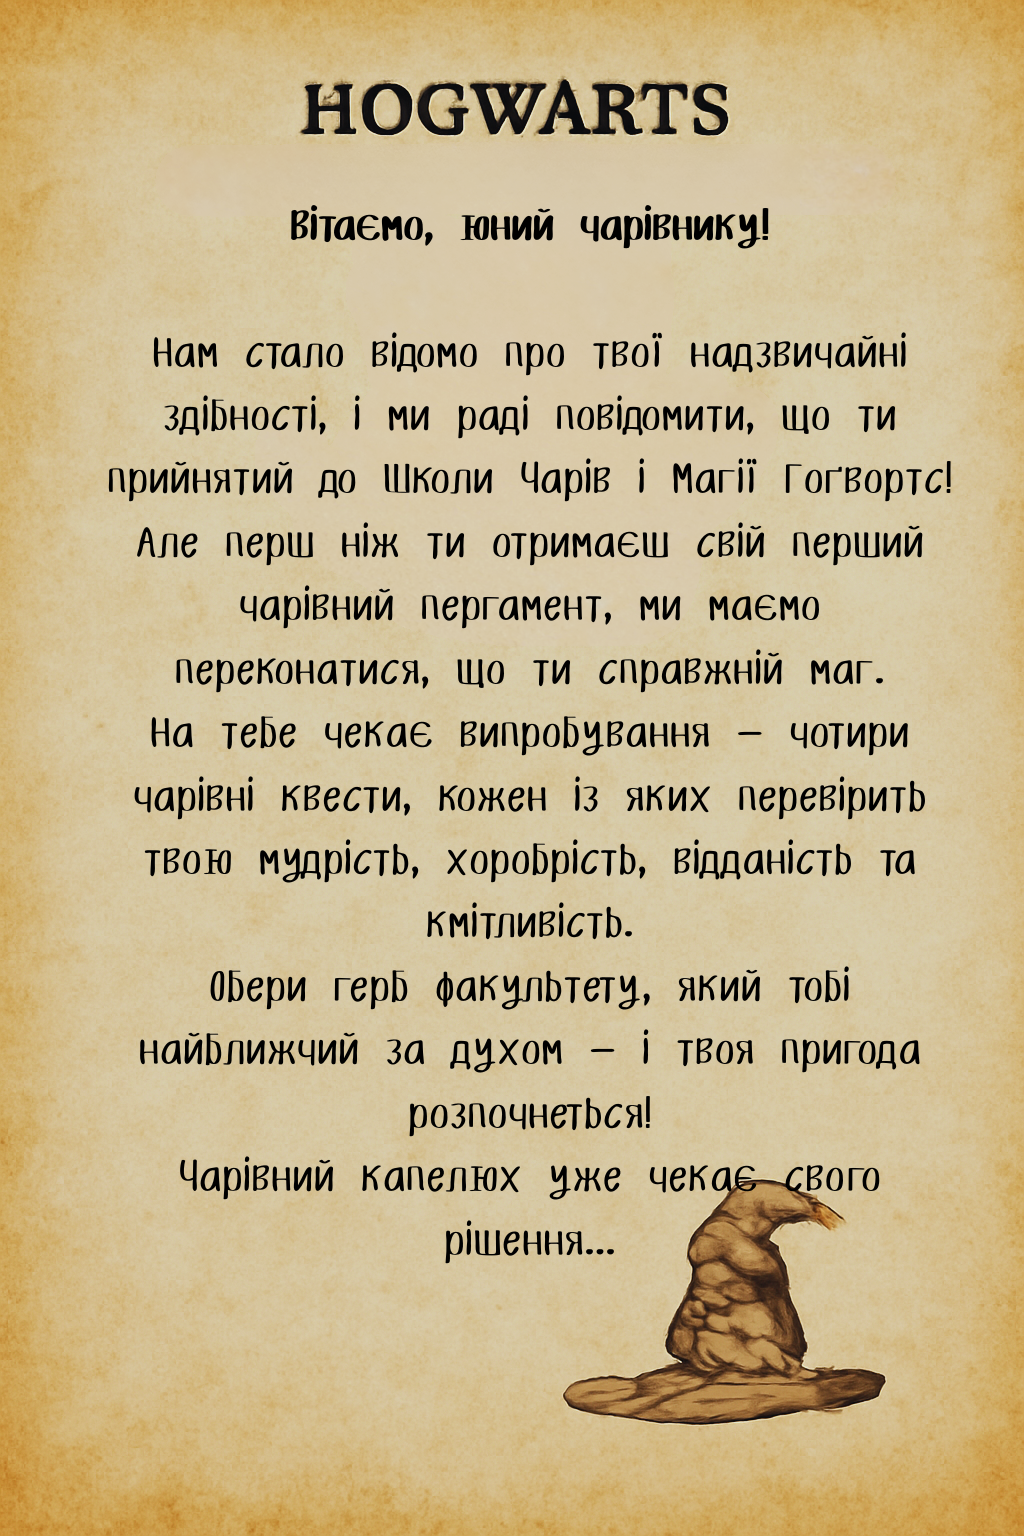 HOGWARTS
Вітаємо, юний чарівнику!
Нам стало відомо про твої надзвичайні
здібності, і ми раді повідомити, що ти
прийнятий до Школи Чарів і Магії Гоґвортс!
Але перш ніж ти отримаєш свій перший
чарівний пергамент, ми маємо
переконатися, що ти справжній маг.
На тебе чекає випробування – чотири
чарівні квести, кожен із яких перевірить
твою мудрість, хоробрість, відданість та
кмітливість.
Обери герб факультету, який тобі
найближчий за духом – і твоя пригода
розпочнеться!
Чарівний капелюх уже чекає свого
рішення...